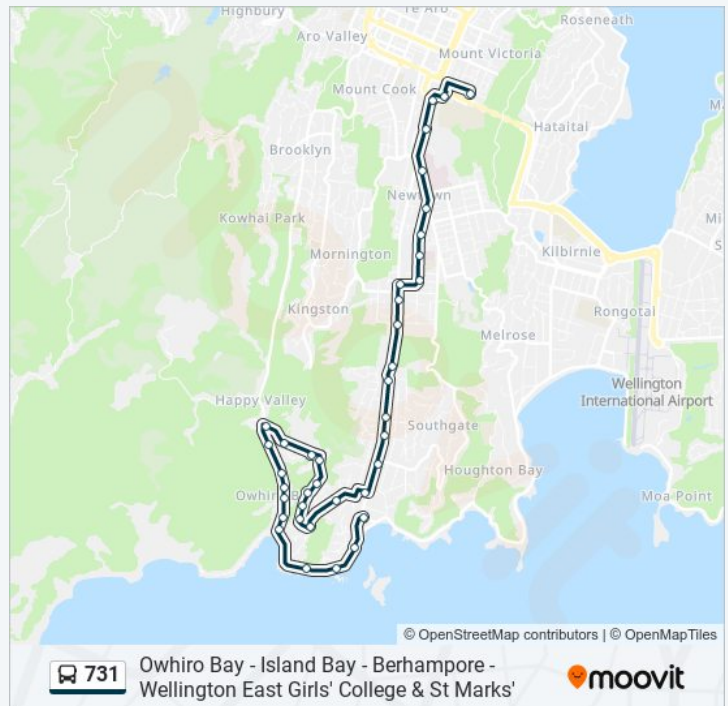 Highbury
Te Aro
Roseneath
Aro Valley
Mount Victoria
Mount Cook
Hataitai
Brooklyn
Newtown
Kowhai Park
Mornington
Kilbirnie
Kingston
Rongotai
Melrose
Wellington
International Airport
Happy Valley
Southgate
Houghton Bay
Moa Point
© OpenStreetMap contributors | © OpenMapTiles
731
Owhiro Bay - Island Bay - Berhampore -
Wellington East Girls' College & St Marks'
moovit